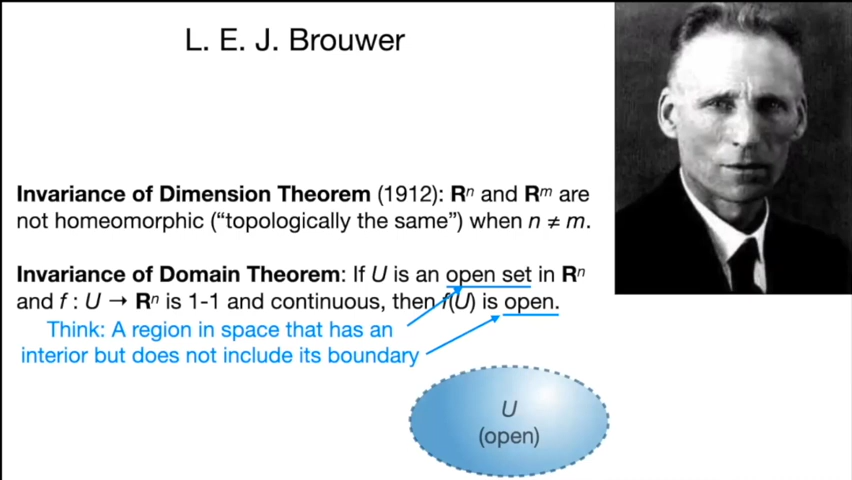 L. E. J. Brouwer
Invariance of Dimension Theorem (1912): Rⁿ and Rᵐ are
not homeomorphic (“topologically the same”) when n ≠ m.
Invariance of Domain Theorem: If U is an open set in Rⁿ
and f : U → Rⁿ is 1-1 and continuous, then f(U) is open.
Think: A region in space that has an
interior but does not include its boundary
U
(open)